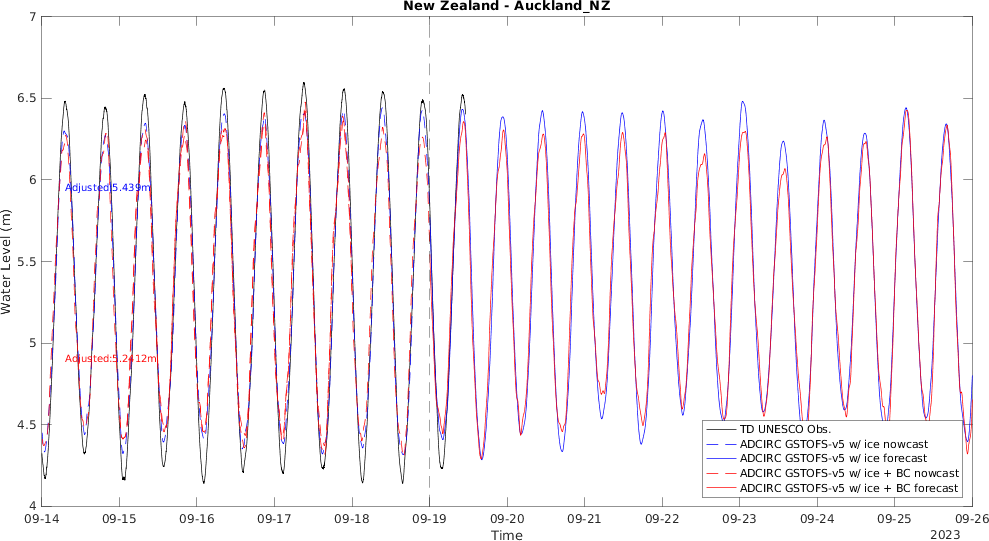 New Zealand - Auckland_NZ
7
6.5
6
5.5
5
4.5
4
Water Level (m)
Adjusted:5.439m
Adjusted:5.2412m
TD UNESCO Obs.
ADCIRC GSTOFS-v5 w/ ice nowcast
ADCIRC GSTOFS-v5 w/ ice forecast
ADCIRC GSTOFS-v5 w/ ice + BC nowcast
ADCIRC GSTOFS-v5 w/ ice + BC forecast
09-14 09-15 09-16 09-17 09-18 09-19 09-20 09-21 09-22 09-23 09-24 09-25 09-26
Time
2023